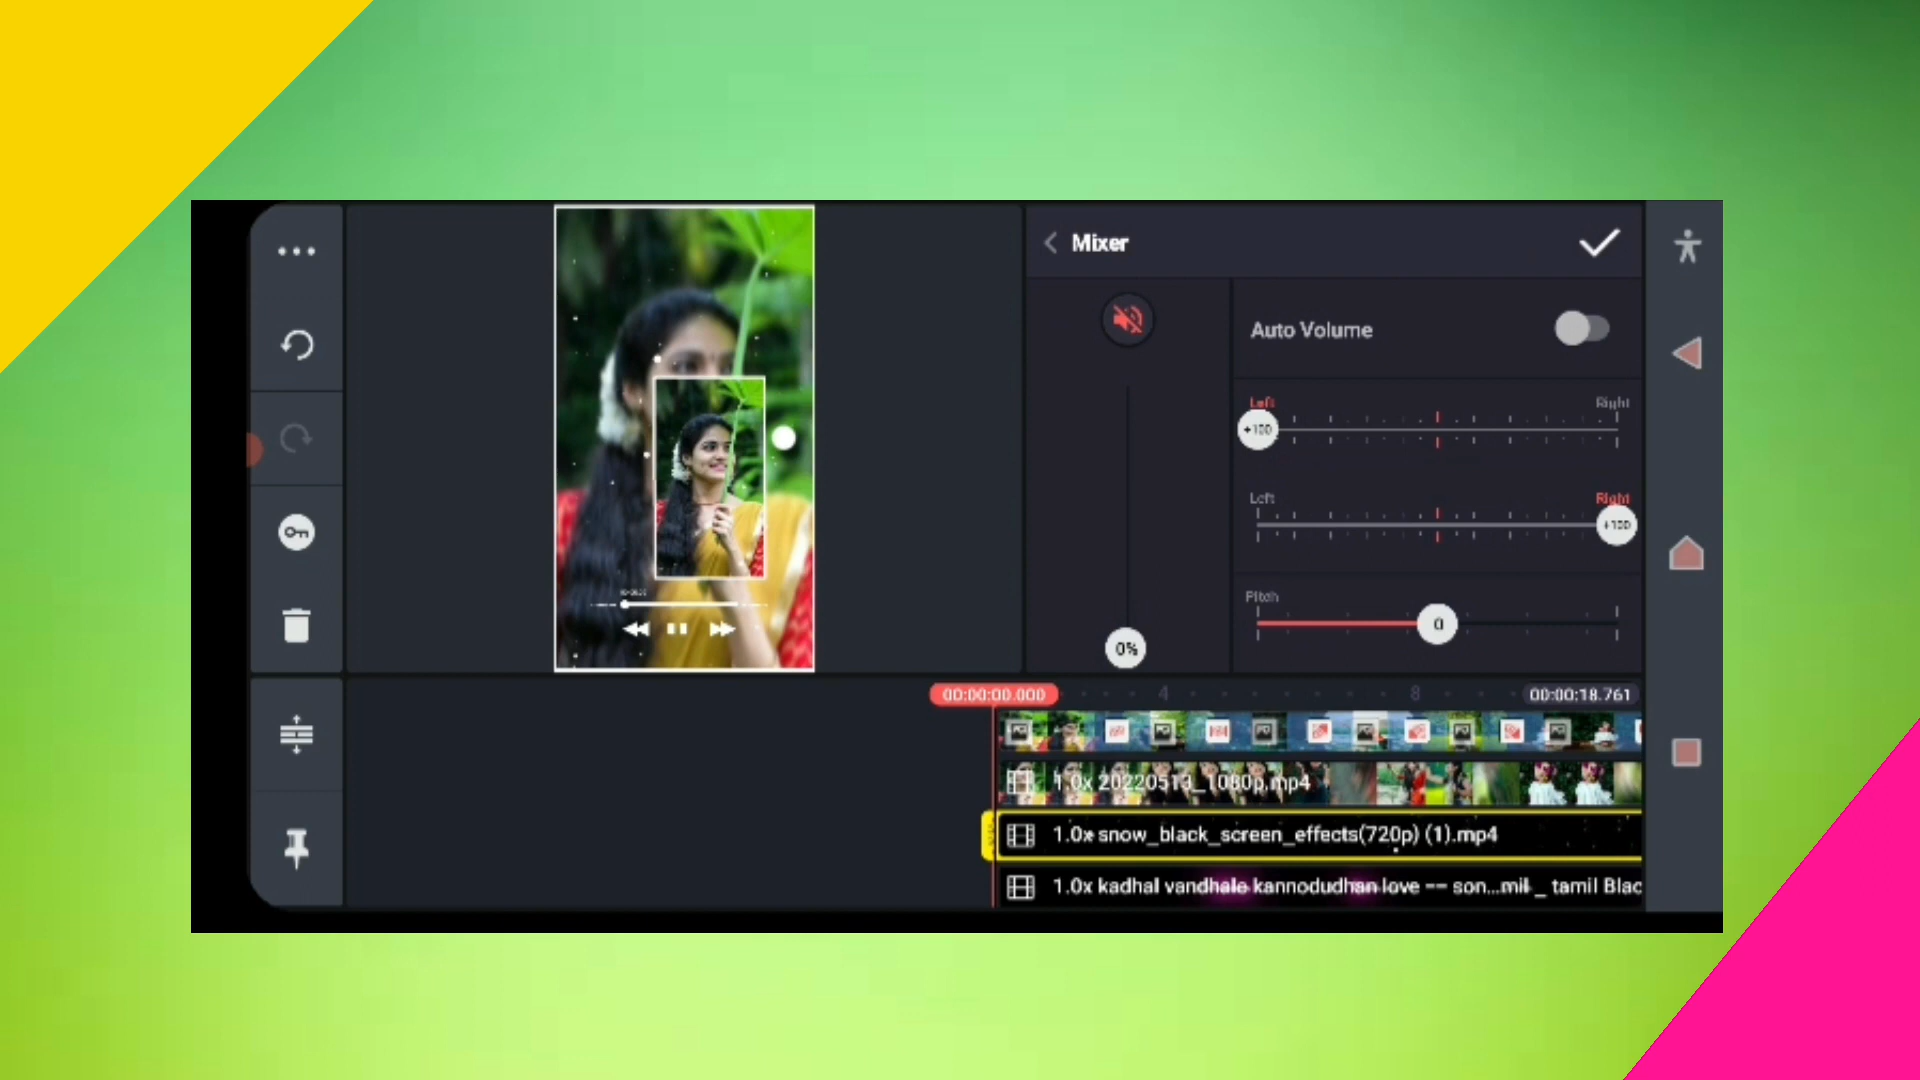 Mixer
Auto Volume
Left Right
+100
Left Right
+100
Pitch
0
0%
00:00:00.000 4 8 00:00:18.761
1.0x 20220513_1080p.mp4
1.0x snow_black_screen_effects(720p) (1).mp4
1.0x kadhal vandhale kannodudhan love -- son...mil _ tamil Blac